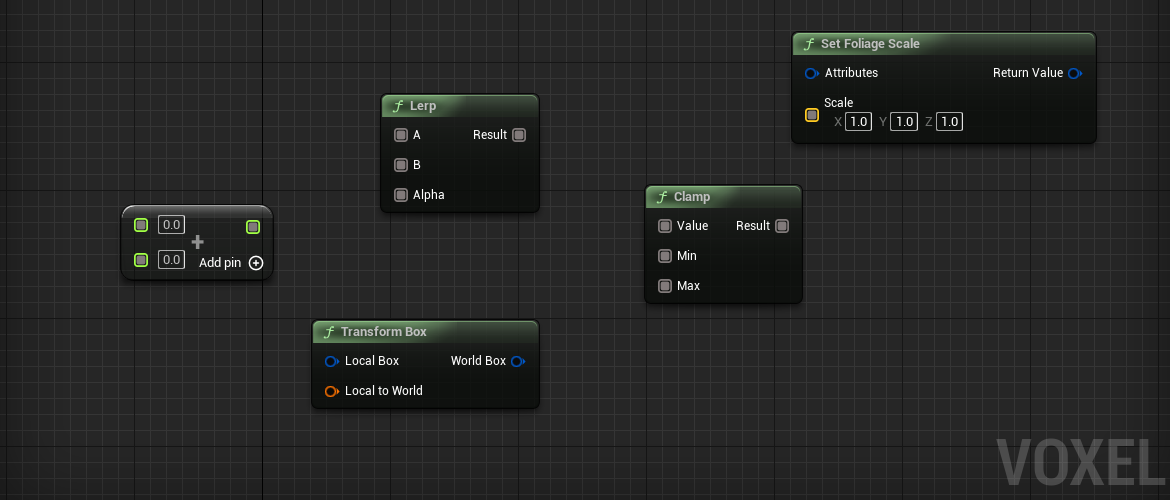 Set Foliage Scale
Attributes Return Value
Scale
X 1.0 Y 1.0 Z 1.0
Lerp
A Result
B
Alpha
Clamp
Value Result
Min
Max
0.0
+
0.0 Add pin
Transform Box
Local Box World Box
Local to World
VOXEL